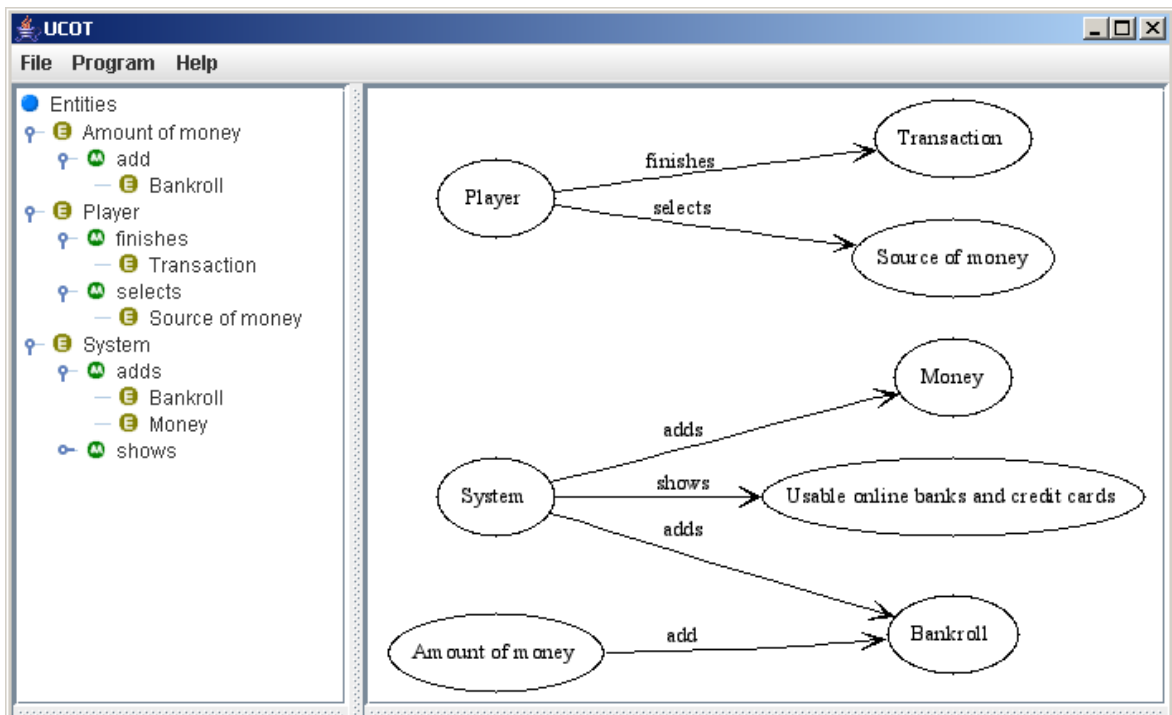 UCOT
File Program Help
Entities
E Amount of money
M add
E Bankroll
E Player
M finishes
E Transaction
M selects
E Source of money
E System
M adds
E Bankroll
E Money
M shows
Transaction
finishes
Player
selects
Source of money
Money
adds
System
shows
Usable online banks and credit cards
adds
Bankroll
add
Amount of money